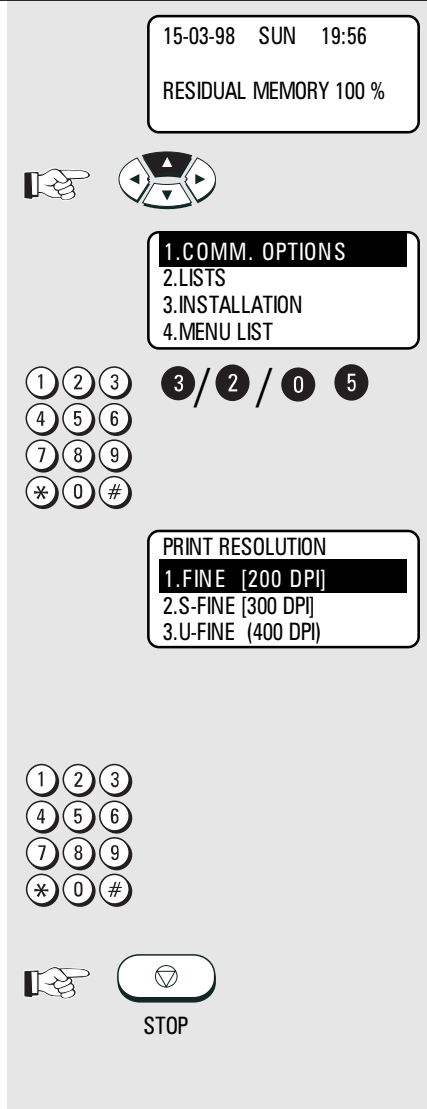 15-03-98 SUN 19:56
RESIDUAL MEMORY 100 %
1.COMM. OPTIONS
2.LISTS
3.INSTALLATION
4.MENU LIST
1 2 3 3/2/0 5
4 5 6
7 8 9
* 0 #
PRINT RESOLUTION
1.FINE [200 DPI]
2.S-FINE [300 DPI]
3.U-FINE (400 DPI)
1 2 3
4 5 6
7 8 9
* 0 #
STOP